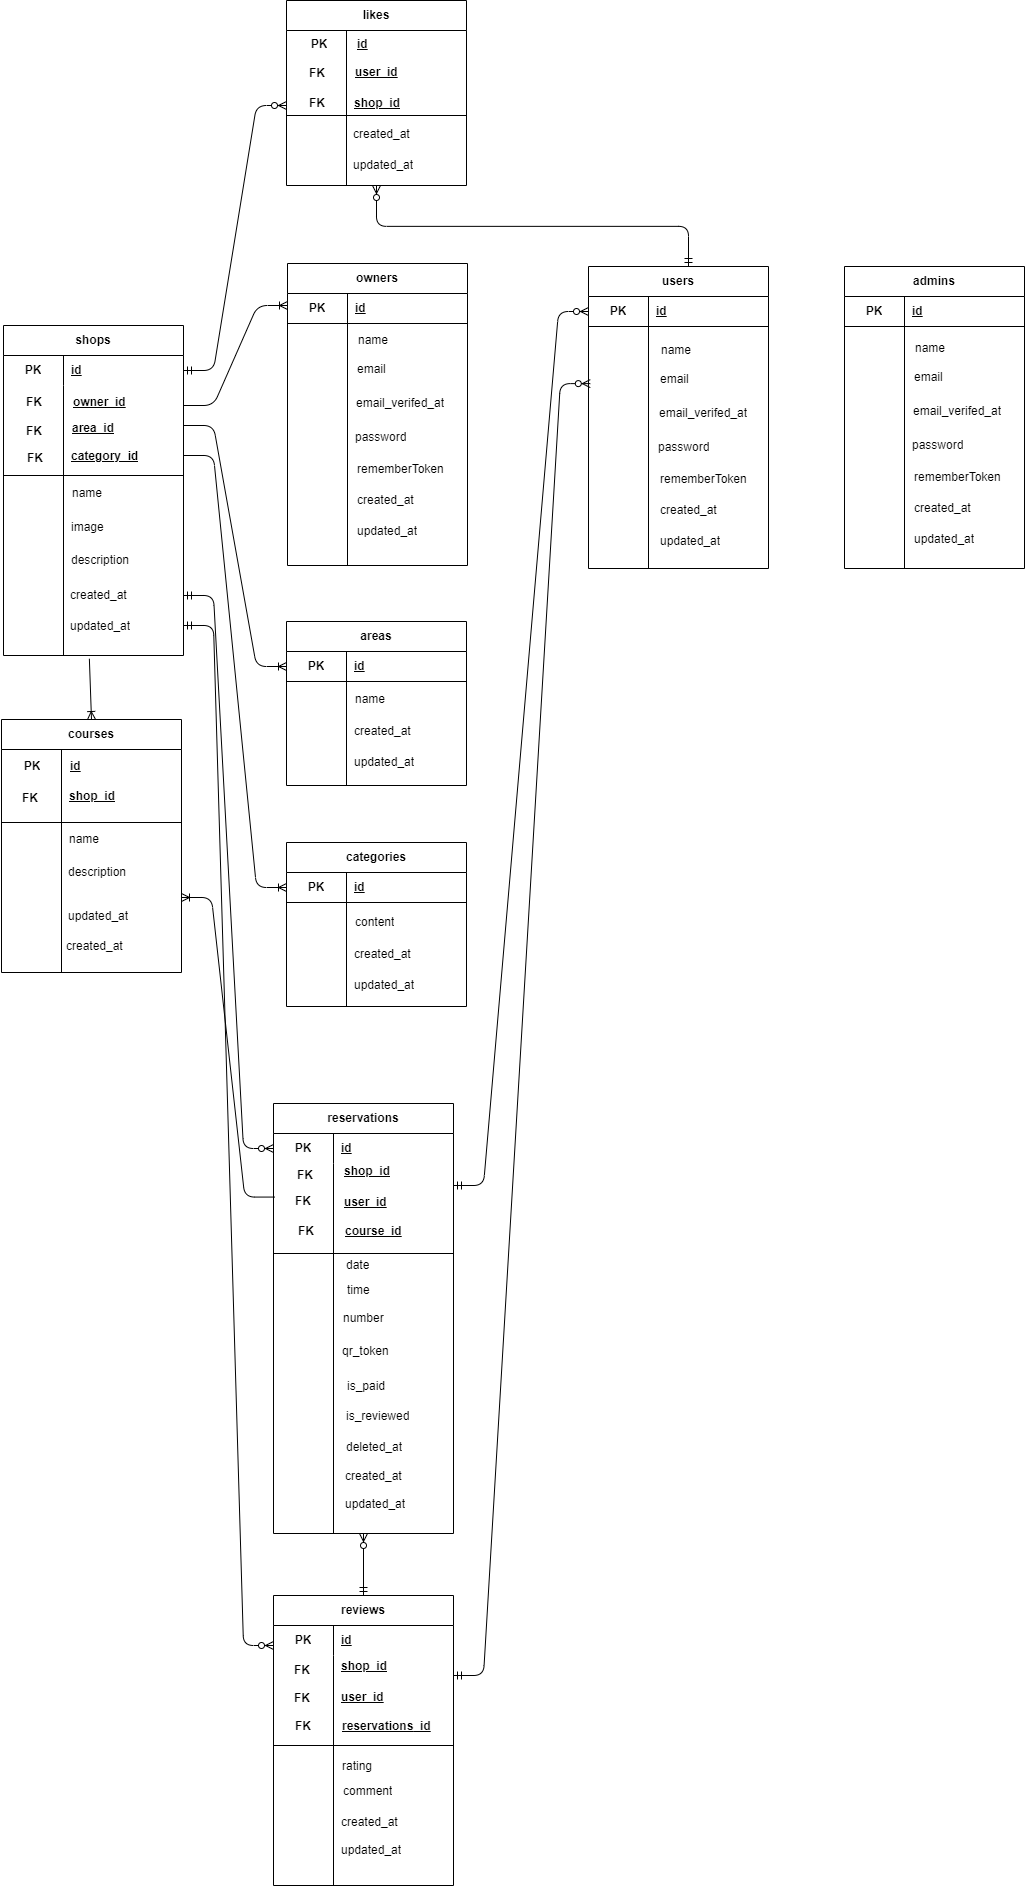 likes
PK id
FK user_id
FK shop_id
created_at
updated_at
owners
PK id
name
email
email_verifed_at
password
rememberToken
created_at
updated_at
users
PK id
name
email
email_verifed_at
password
rememberToken
created_at
updated_at
admins
PK id
name
email
email_verifed_at
password
rememberToken
created_at
updated_at
shops
PK id
FK owner_id
FK area_id
FK category_id
name
image
description
created_at
updated_at
areas
PK id
name
created_at
updated_at
courses
PK id
FK shop_id
name
description
updated_at
created_at
categories
PK id
content
created_at
updated_at
reservations
PK id
FK shop_id
FK user_id
FK course_id
date
time
number
qr_token
is_paid
is_reviewed
deleted_at
created_at
updated_at
reviews
PK id
FK shop_id
FK user_id
FK reservations_id
rating
comment
created_at
updated_at